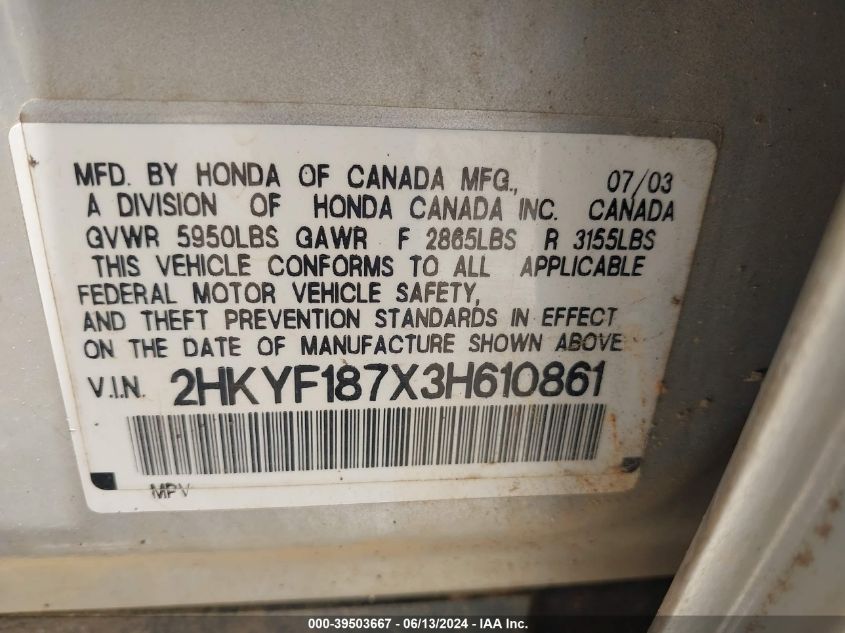 MFD. BY HONDA OF CANADA MFG., 07/03
A DIVISION OF HONDA CANADA INC. CANADA
GVWR 5950LBS GAWR F 2865LBS R 3155LBS
THIS VEHICLE CONFORMS TO ALL APPLICABLE
FEDERAL MOTOR VEHICLE SAFETY,
AND THEFT PREVENTION STANDARDS IN EFFECT
ON THE DATE OF MANUFACTURE SHOWN ABOVE
V.I.N. 2HKYF187X3H610861
MPV
000-39503667 - 06/13/2024 - IAA Inc.